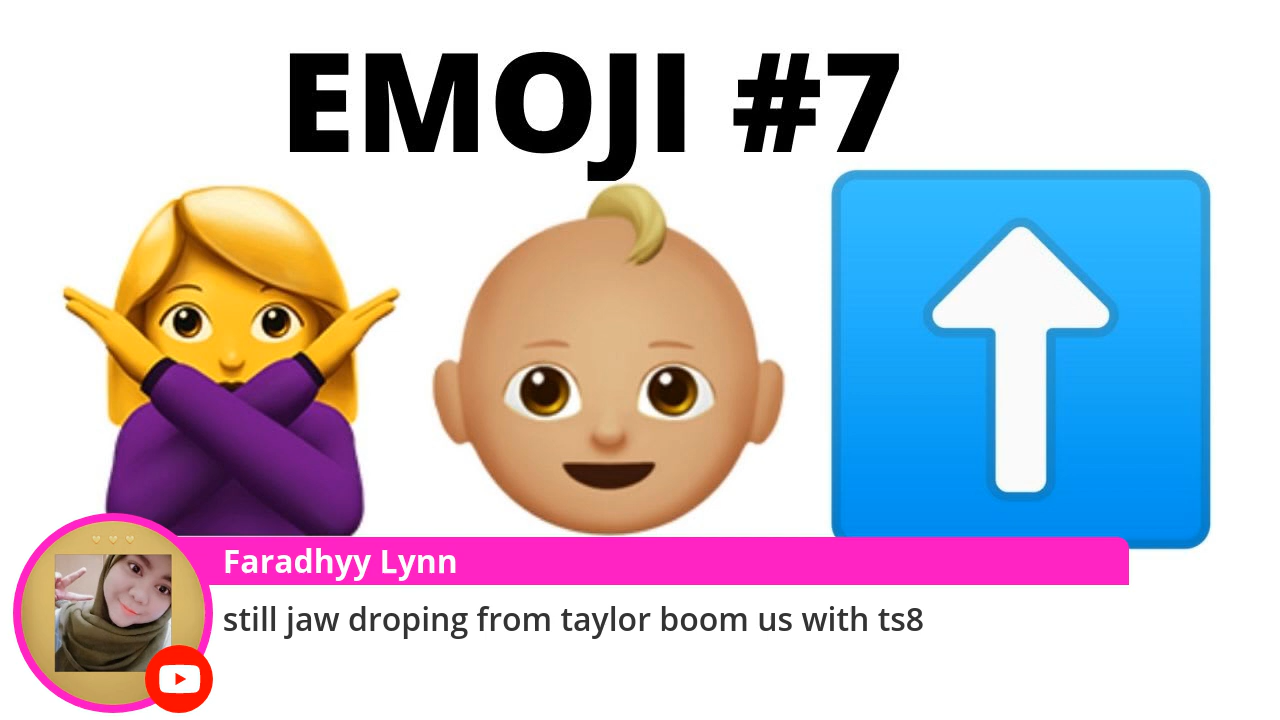 EMOJI #7
Faradhyy Lynn
still jaw droping from taylor boom us with ts8